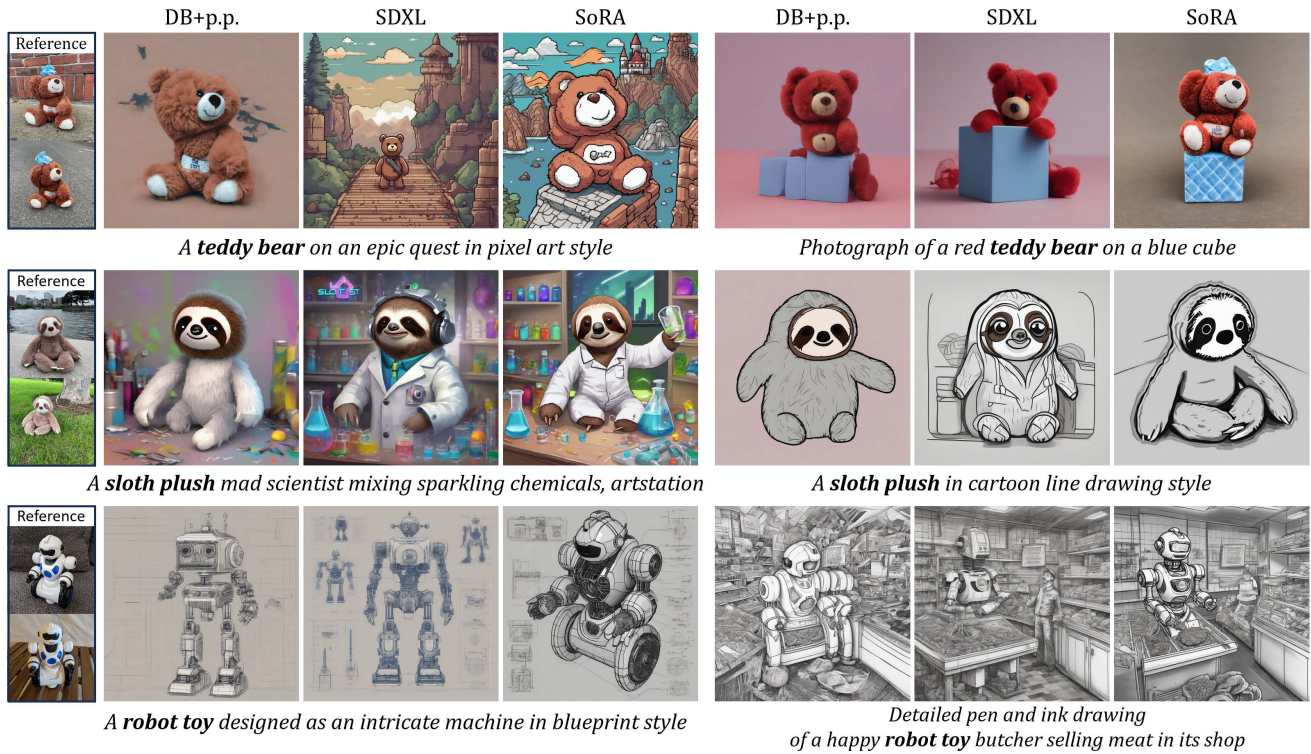 DB+p.p. SDXL SoRA DB+p.p. SDXL SoRA
Reference
A teddy bear on an epic quest in pixel art style
Photograph of a red teddy bear on a blue cube
Reference
A sloth plush mad scientist mixing sparkling chemicals, artstation
A sloth plush in cartoon line drawing style
Reference
A robot toy designed as an intricate machine in blueprint style
Detailed pen and ink drawing
of a happy robot toy butcher selling meat in its shop